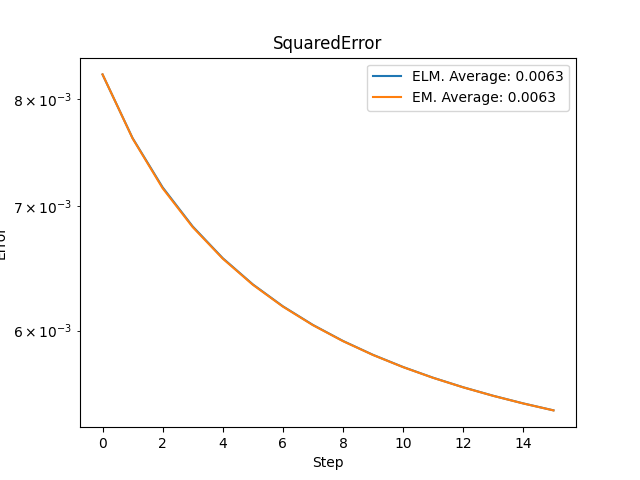 SquaredError
ELM. Average: 0.0063
EM. Average: 0.0063
8 × 10⁻³
7 × 10⁻³
6 × 10⁻³
Error
0 2 4 6 8 10 12 14
Step